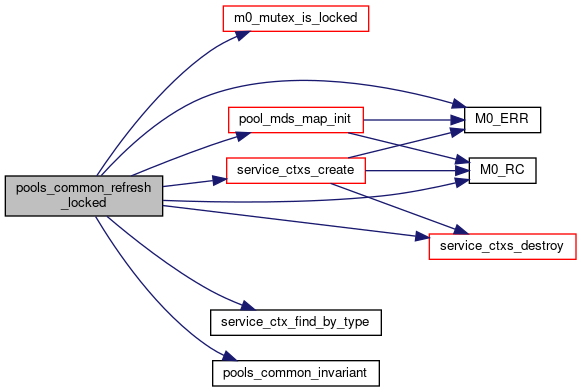 m0_mutex_is_locked
pool_mds_map_init
M0_ERR
service_ctxs_create
M0_RC
pools_common_refresh
_locked
service_ctxs_destroy
service_ctx_find_by_type
pools_common_invariant